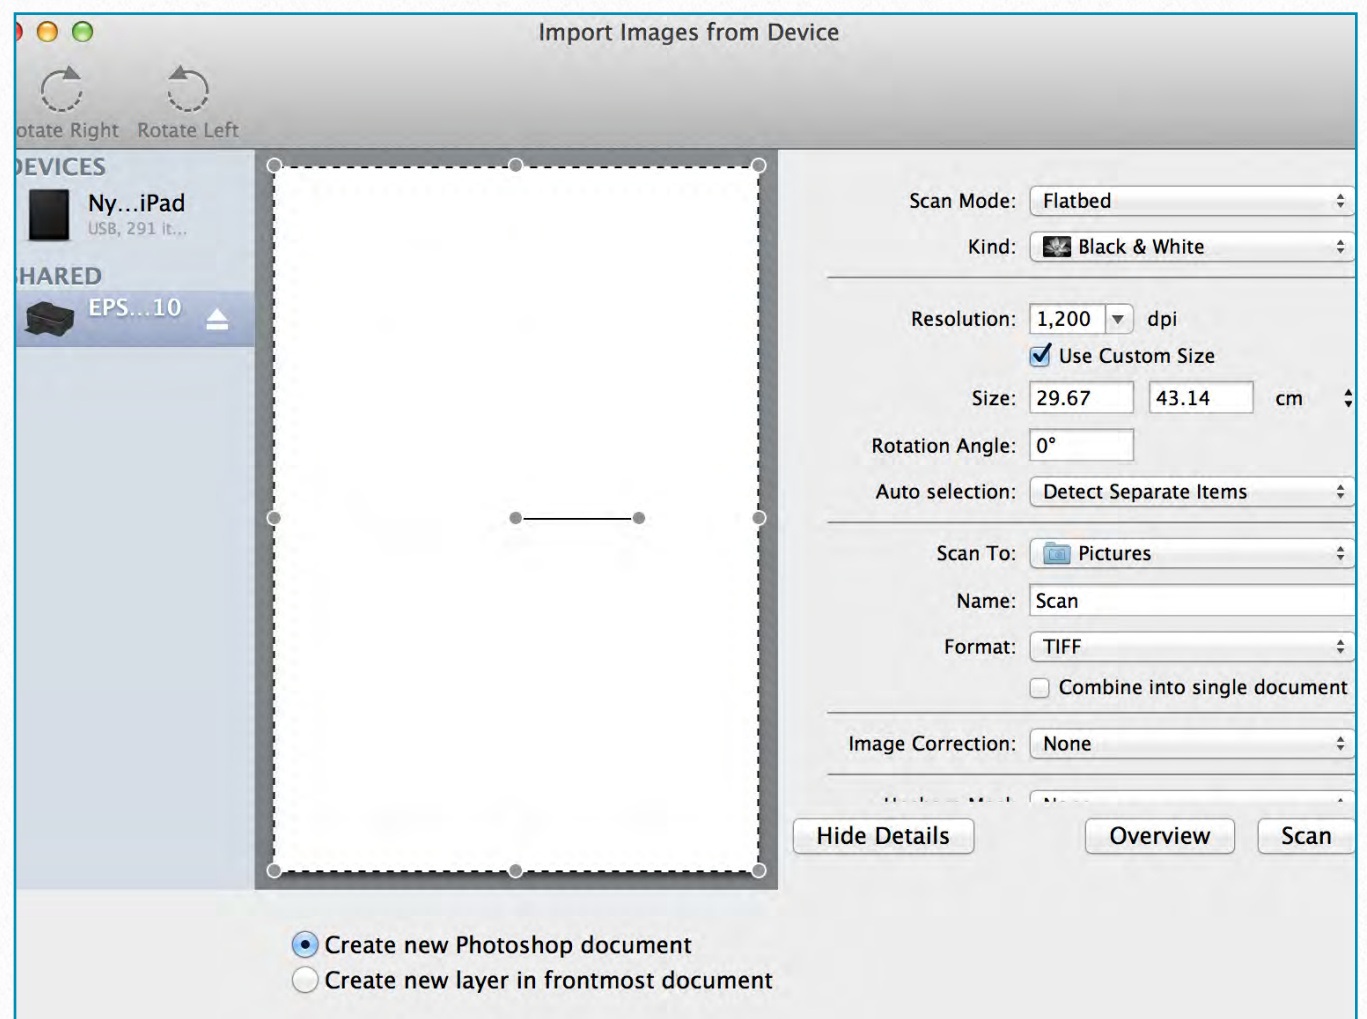 Import Images from Device
otate Right Rotate Left
DEVICES
Ny...iPad
USB, 291 it...
SHARED
EPS...10
Scan Mode: Flatbed
Kind: Black & White
Resolution: 1,200 dpi
Use Custom Size
Size: 29.67 43.14 cm
Rotation Angle: 0°
Auto selection: Detect Separate Items
Scan To: Pictures
Name: Scan
Format: TIFF
Combine into single document
Image Correction: None
Hide Details Overview Scan
Create new Photoshop document
Create new layer in frontmost document